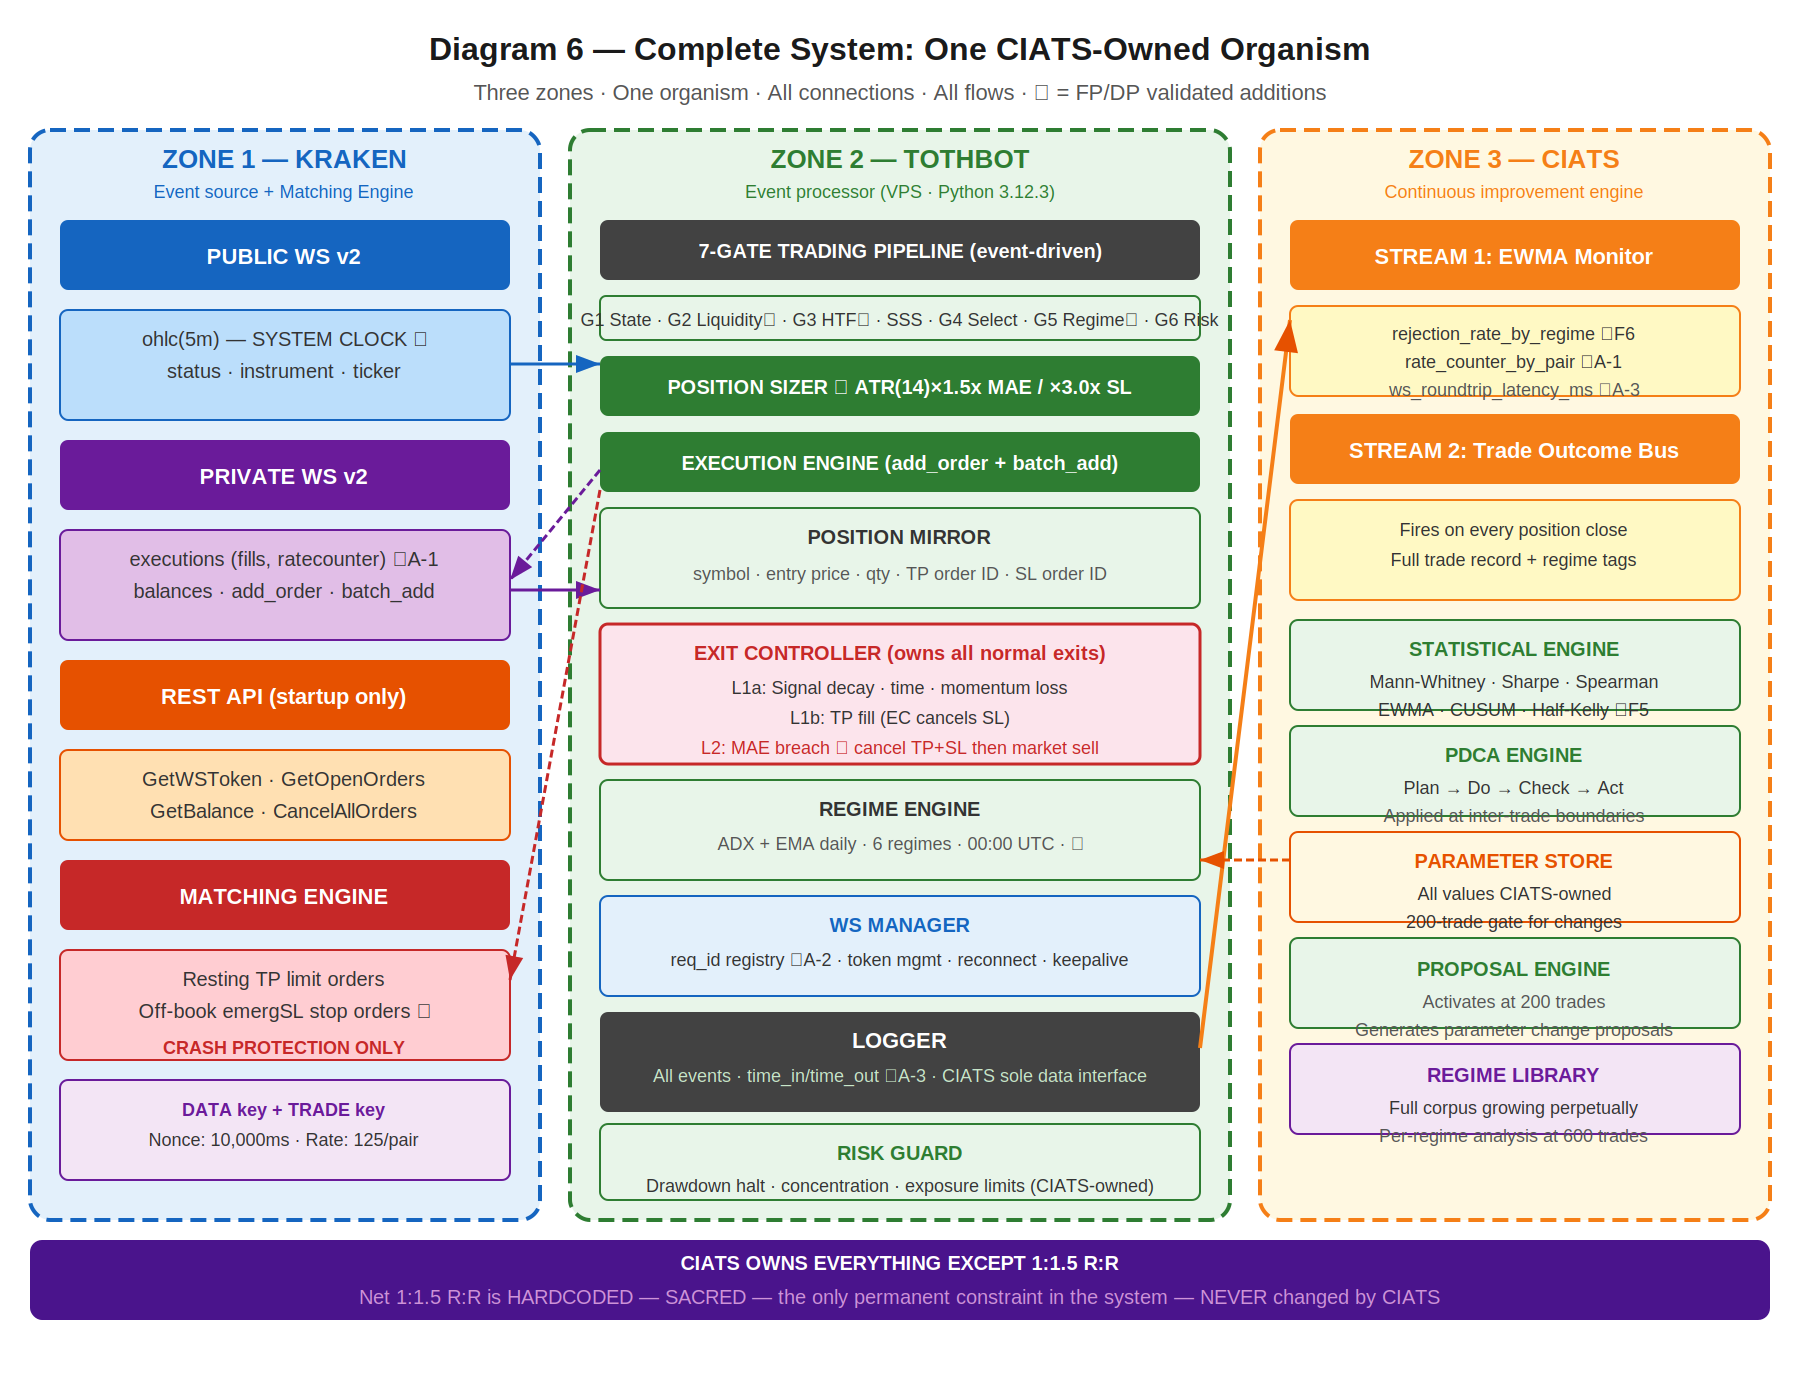 Diagram 6 — Complete System: One CIATS-Owned Organism
Three zones · One organism · All connections · All flows · □ = FP/DP validated additions
ZONE 1 — KRAKEN
Event source + Matching Engine
PUBLIC WS v2
ohlc(5m) — SYSTEM CLOCK □
status · instrument · ticker
PRIVATE WS v2
executions (fills, ratecounter) □A-1
balances · add_order · batch_add
REST API (startup only)
GetWSToken · GetOpenOrders
GetBalance · CancelAllOrders
MATCHING ENGINE
Resting TP limit orders
Off-book emergSL stop orders □
CRASH PROTECTION ONLY
DATA key + TRADE key
Nonce: 10,000ms · Rate: 125/pair
ZONE 2 — TOTHBOT
Event processor (VPS · Python 3.12.3)
7-GATE TRADING PIPELINE (event-driven)
G1 State · G2 Liquidity□ · G3 HTF□ · SSS · G4 Select · G5 Regime□ · G6 Risk
POSITION SIZER □ ATR(14)×1.5x MAE / ×3.0x SL
EXECUTION ENGINE (add_order + batch_add)
POSITION MIRROR
symbol · entry price · qty · TP order ID · SL order ID
EXIT CONTROLLER (owns all normal exits)
L1a: Signal decay · time · momentum loss
L1b: TP fill (EC cancels SL)
L2: MAE breach □ cancel TP+SL then market sell
REGIME ENGINE
ADX + EMA daily · 6 regimes · 00:00 UTC · □
WS MANAGER
req_id registry □A-2 · token mgmt · reconnect · keepalive
LOGGER
All events · time_in/time_out □A-3 · CIATS sole data interface
RISK GUARD
Drawdown halt · concentration · exposure limits (CIATS-owned)
ZONE 3 — CIATS
Continuous improvement engine
STREAM 1: EWMA Monitor
rejection_rate_by_regime □F6
rate_counter_by_pair □A-1
ws_roundtrip_latency_ms □A-3
STREAM 2: Trade Outcome Bus
Fires on every position close
Full trade record + regime tags
STATISTICAL ENGINE
Mann-Whitney · Sharpe · Spearman
EWMA · CUSUM · Half-Kelly □F5
PDCA ENGINE
Plan → Do → Check → Act
Applied at inter-trade boundaries
PARAMETER STORE
All values CIATS-owned
200-trade gate for changes
PROPOSAL ENGINE
Activates at 200 trades
Generates parameter change proposals
REGIME LIBRARY
Full corpus growing perpetually
Per-regime analysis at 600 trades
CIATS OWNS EVERYTHING EXCEPT 1:1.5 R:R
Net 1:1.5 R:R is HARDCODED — SACRED — the only permanent constraint in the system — NEVER changed by CIATS